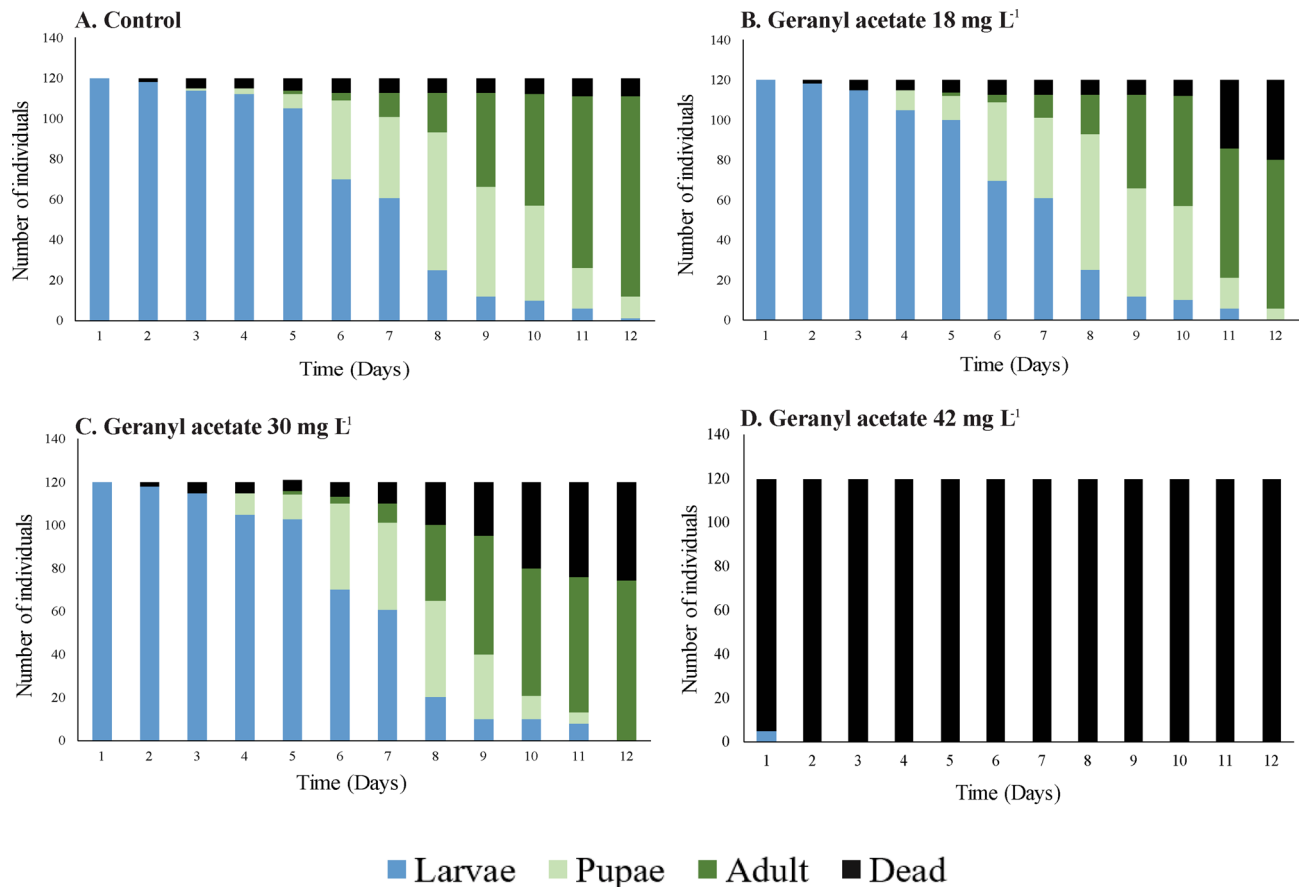 A. Control
140
120
100
80
60
40
20
0
Number of individuals
1 2 3 4 5 6 7 8 9 10 11 12
Time (Days)
B. Geranyl acetate 18 mg L-1
140
120
100
80
60
40
20
0
Number of individuals
1 2 3 4 5 6 7 8 9 10 11 12
Time (Days)
C. Geranyl acetate 30 mg L-1
140
120
100
80
60
40
20
0
Number of individuals
1 2 3 4 5 6 7 8 9 10 11 12
Time (Days)
D. Geranyl acetate 42 mg L-1
140
120
100
80
60
40
20
0
Number of individuals
1 2 3 4 5 6 7 8 9 10 11 12
Time (Days)
Larvae Pupae Adult Dead